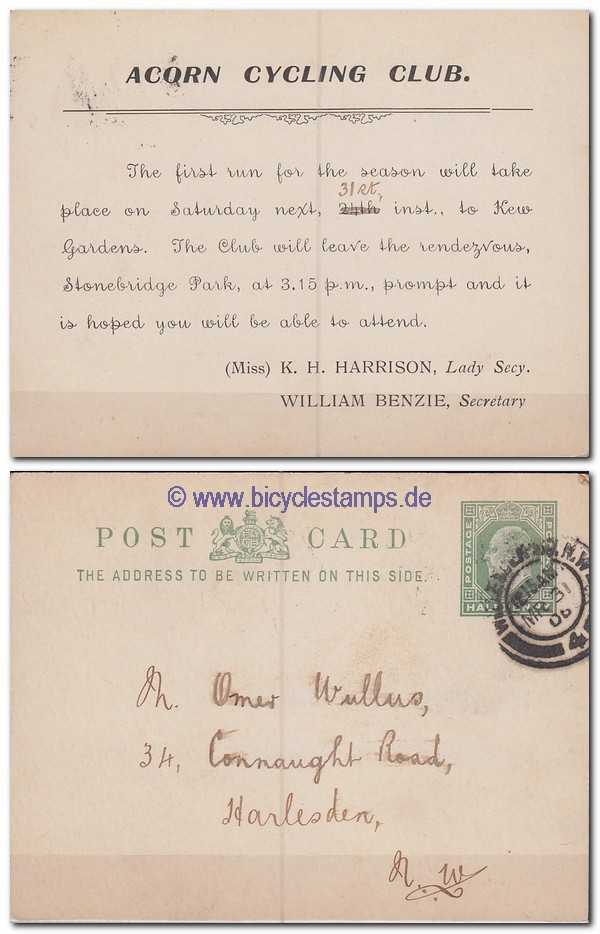 ACORN CYCLING CLUB.
The first run for the season will take
31st,
place on Saturday next, 24th inst., to Kew
Gardens. The Club will leave the rendezvous,
Stonebridge Park, at 3.15 p.m., prompt and it
is hoped you will be able to attend.
(Miss) K. H. HARRISON, Lady Secy.
WILLIAM BENZIE, Secretary
© www.bicyclestamps.de
POST CARD
THE ADDRESS TO BE WRITTEN ON THIS SIDE.
POSTAGE
HALFPENNY
MR 31
06
4
M. Omer Wullus,
34, Connaught Road,
Harlesden,
N.W